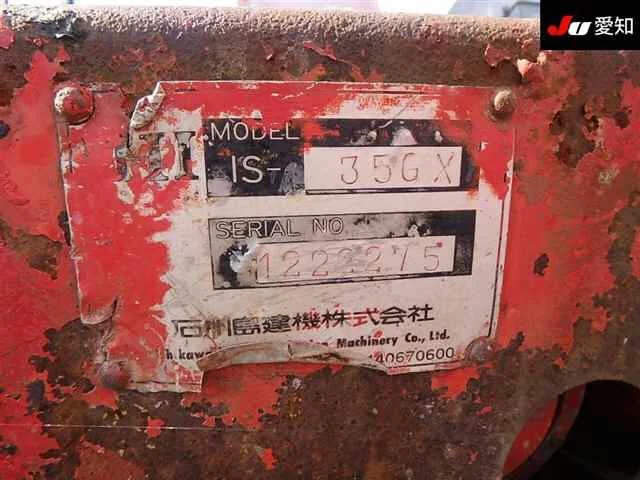 JU 愛知
MODEL
IS- 35GX
SERIAL NO
石川島建機株式会社
Machinery Co., Ltd.
40670600